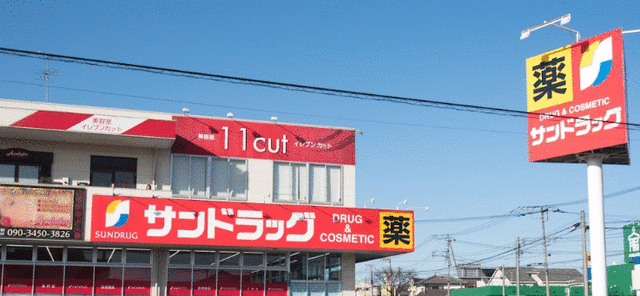 美容室
イレブンカット
美容室 11cut イレブンカット
サンドラッグ
SUNDRUG
DRUG
& COSMETIC
薬
090-3450-3826
薬
DRUG & COSMETIC
サンドラッグ